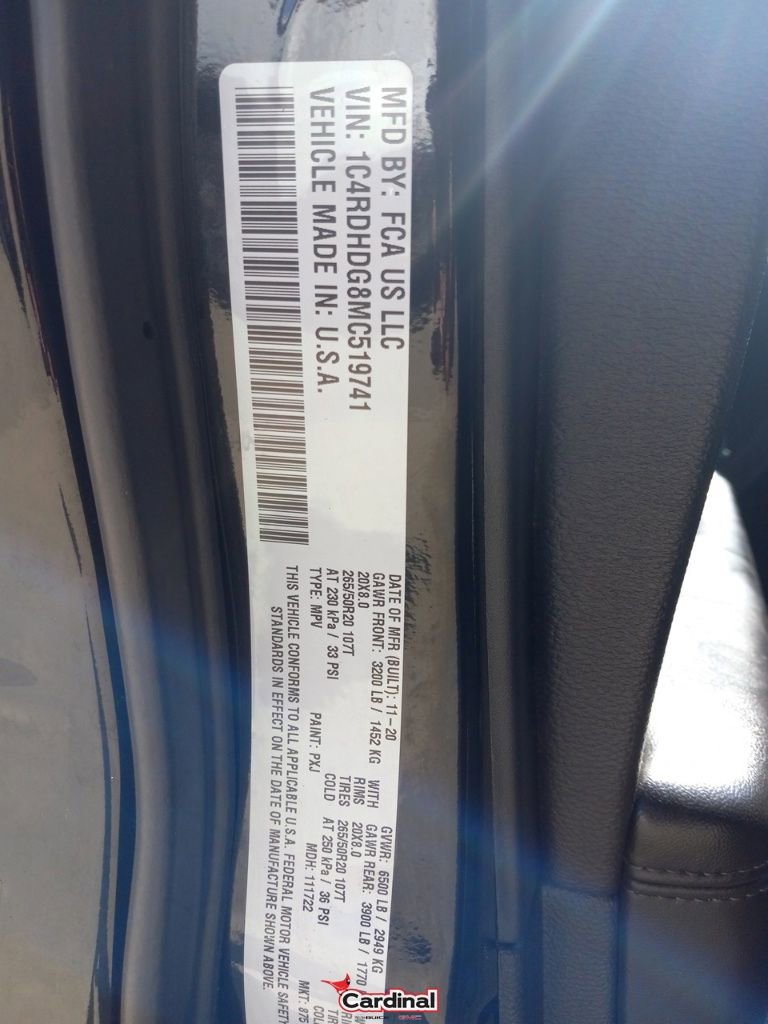 MFD BY: FCA US LLC
VIN: 1C4RDHDG8MC519741
VEHICLE MADE IN: U.S.A.
DATE OF MFR (BUILT): 11-20 GVWR: 6500 LB / 2949 KG
GAWR FRONT: 3200 LB / 1452 KG WITH GAWR REAR: 3900 LB / 1770
20X8.0 RIMS 20X8.0
265/50R20 107T TIRES 265/50R20 107T
AT 230 kPa / 33 PSI COLD AT 250 kPa / 36 PSI
TYPE: MPV PAINT: PXJ MDH: 111722 MKT: 875
THIS VEHICLE CONFORMS TO ALL APPLICABLE U.S.A. FEDERAL MOTOR VEHICLE SAFETY
STANDARDS IN EFFECT ON THE DATE OF MANUFACTURE SHOWN ABOVE.
Cardinal
BUICK GMC